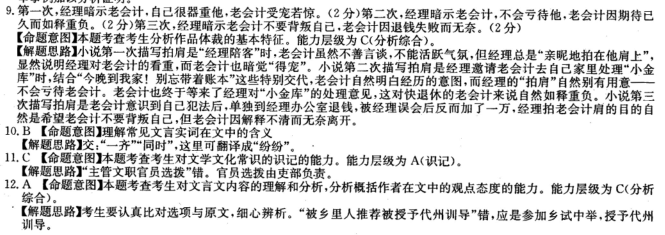 9. 第一次,经理暗示老会计,自己很器重他,老会计受宠若惊。(2分)第二次,经理暗示老会计,不会亏待他,老会计因期待已
久而如释重负。(2分)第三次,经理暗示老会计不要背叛自己,老会计因退钱失败而无奈。(2分)
【命题意图】本题考查考生分析作品体裁的基本特征。能力层级为C(分析综合)。
【解题思路】小说第一次描写拍肩是“经理陪客”时,老会计虽然不善言谈,不能活跃气氛,但经理总是“亲昵地拍在他肩上”,
显然说明经理对老会计的看重,而老会计也暗觉“得宠”。小说第二次描写拍肩是经理邀请老会计去自己家里处理“小金
库”时,结合“今晚到我家!别忘带着账本”这些特别交代,老会计自然明白经历的意图,而经理的“拍肩”自然别有用意——
不会亏待老会计。老会计也终于等来了经理对“小金库”的处理意见,这对快退休的老会计来说自然如释重负。小说第三
次描写拍肩是老会计意识到自己犯法后,单独到经理办公室退钱,被经理误会后反而加了一万,经理拍老会计肩的目的自
然是希望老会计不要背叛自己,但老会计因解释不清而无奈离开。
10. B 【命题意图】理解常见文言实词在文中的含义
【解题思路】交:“一齐”“同时”,这里可翻译成“纷纷”。
11. C 【命题意图】本题考查考生对文学文化常识的识记的能力。能力层级为A(识记)。
【解题思路】“主管文职官员选拨”错。官员选拨由吏部负责。
12. A 【命题意图】本题考查考生对文言文内容的理解和分析,分析概括作者在文中的观点态度的能力。能力层级为C(分析
综合)。
【解题思路】考生要认真比对选项与原文,细心辨析。“被乡里人推荐被授予代州训导”错,应是参加乡试中举,授予代州
训导。